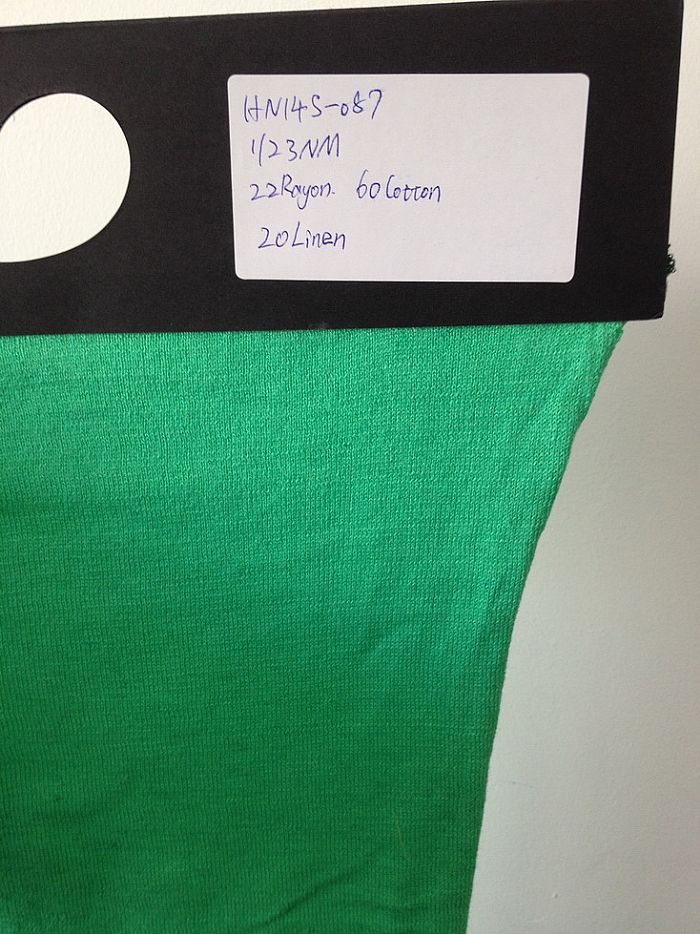 HN14S-087
1/23NM
22Rayon. 60Cotton
20Linen